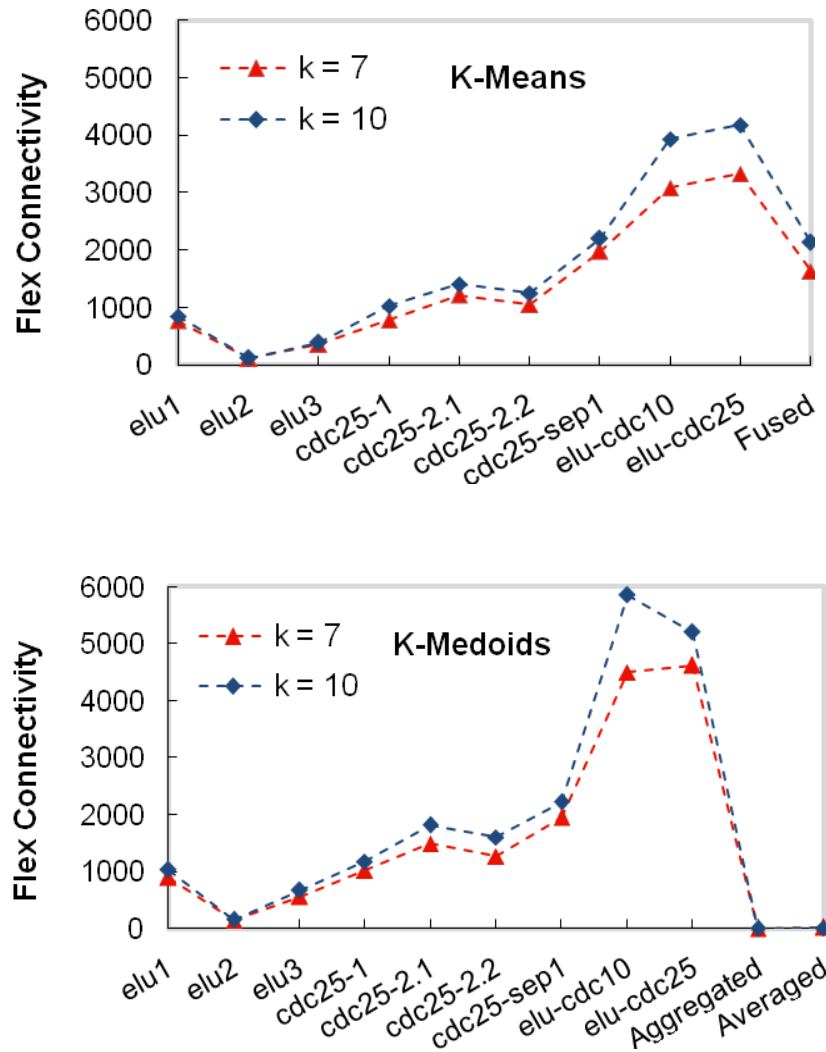 6000
5000
4000
3000
2000
1000
0
Flex Connectivity
k = 7
k = 10
K-Means
elu1
elu2
elu3
cdc25-1
cdc25-2.1
cdc25-2.2
cdc25-sep1
elu-cdc10
elu-cdc25
Fused
6000
5000
4000
3000
2000
1000
0
Flex Connectivity
k = 7
k = 10
K-Medoids
elu1
elu2
elu3
cdc25-1
cdc25-2.1
cdc25-2.2
cdc25-sep1
elu-cdc10
elu-cdc25
Aggregated
Averaged